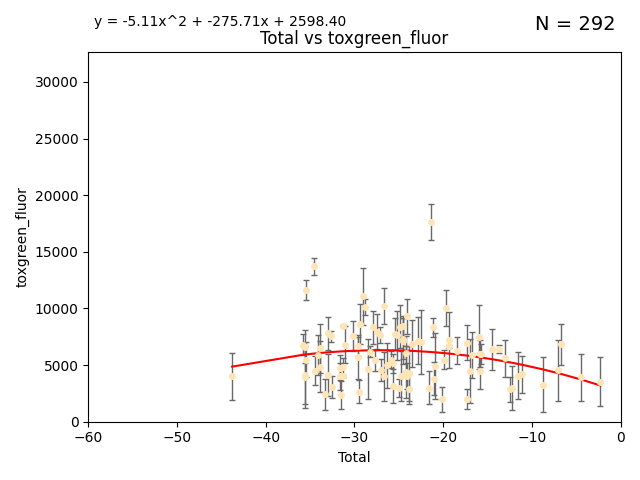 y = -5.11x^2 + -275.71x + 2598.40
N = 292
Total vs toxgreen_fluor
30000
25000
20000
15000
10000
5000
0
toxgreen_fluor
−60
−50
−40
−30
−20
−10
0
Total